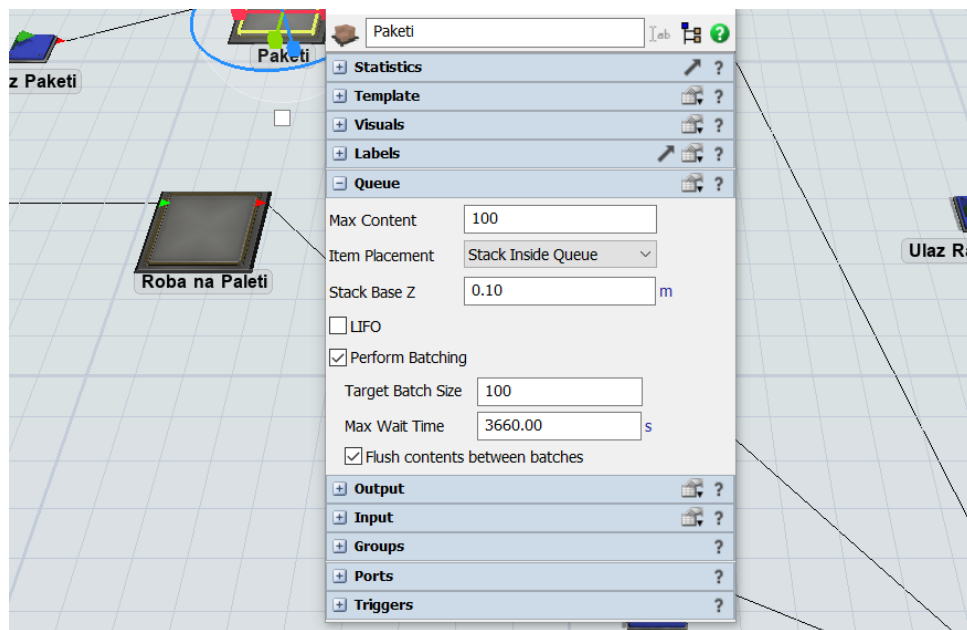 Paketi
Paketi
z Paketi
Statistics
Template
Visuals
Labels
Queue
Max Content 100
Item Placement Stack Inside Queue
Stack Base Z 0.10 m
LIFO
Perform Batching
Target Batch Size 100
Max Wait Time 3660.00 s
Flush contents between batches
Output
Input
Groups
Ports
Triggers
Roba na Paleti
Ulaz Ra